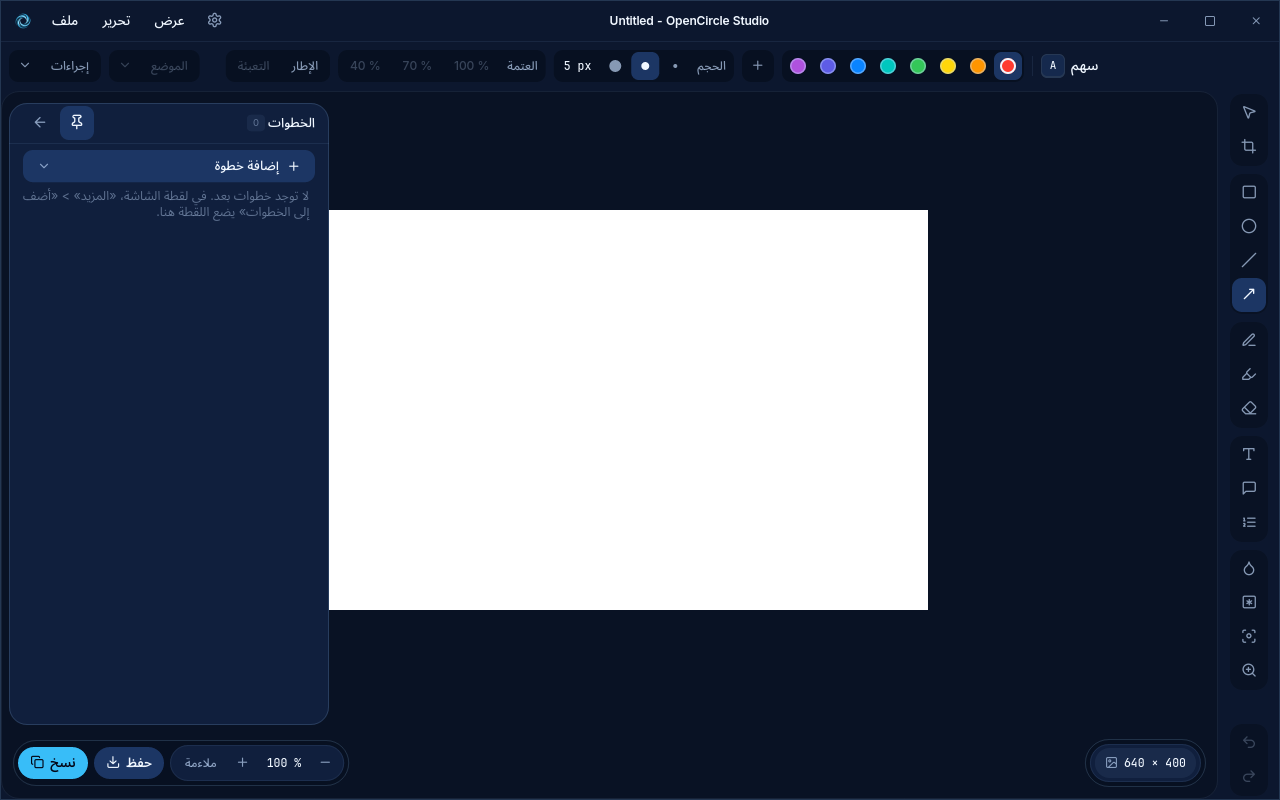 ملف تحرير عرض
Untitled - OpenCircle Studio
سهم A
الحجم 5 px
العتمة 100 % 70 % 40 %
الإطار التعبئة
الموضع
إجراءات
الخطوات 0
إضافة خطوة
لا توجد خطوات بعد. في لقطة الشاشة، «المزيد» > «أضف
إلى الخطوات» يضع اللقطة هنا.
نسخ
حفظ
ملاءمة
100 %
640 × 400